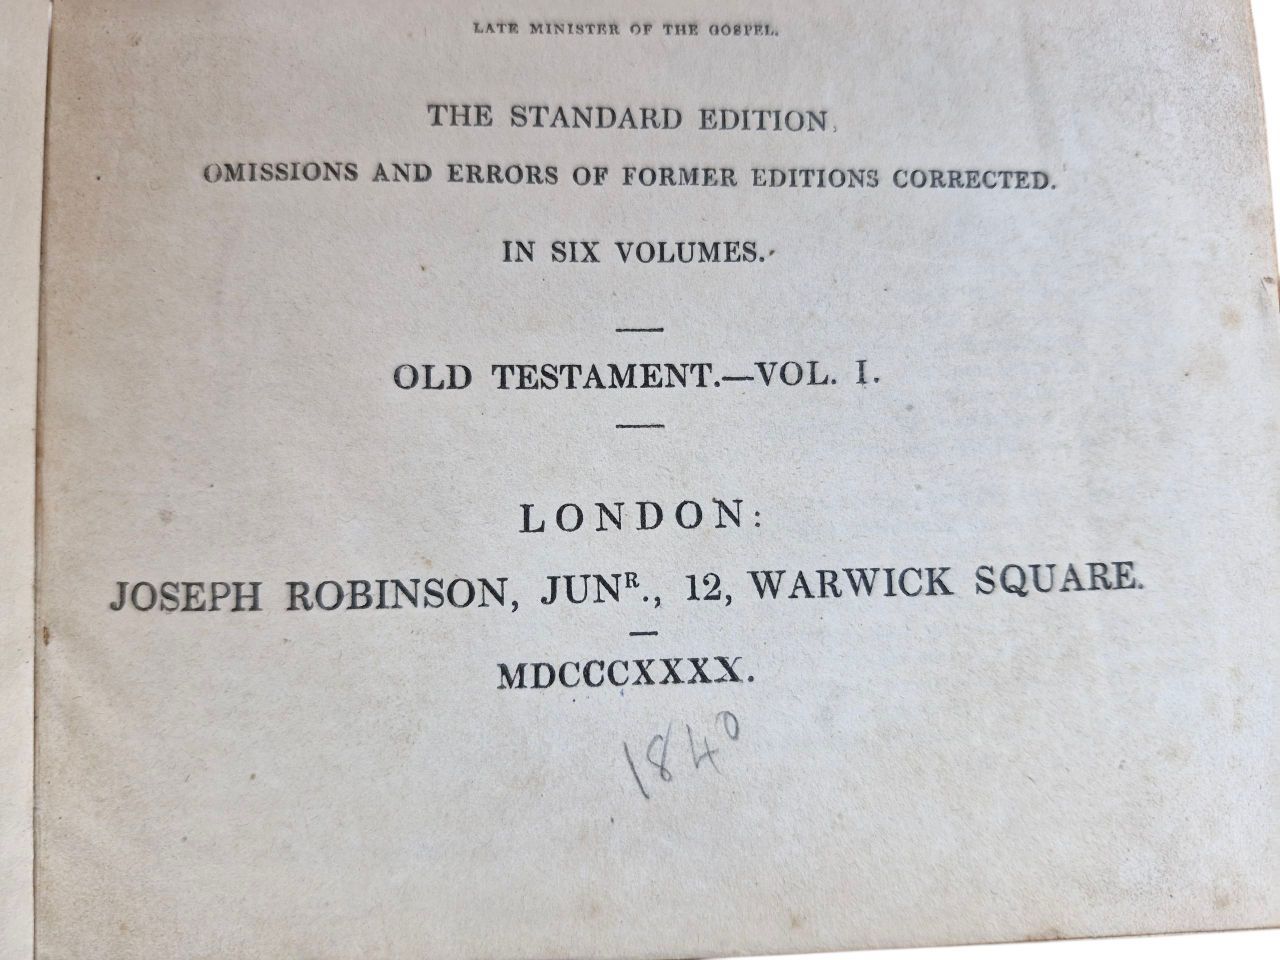 LATE MINISTER OF THE GOSPEL.
THE STANDARD EDITION,
OMISSIONS AND ERRORS OF FORMER EDITIONS CORRECTED.
IN SIX VOLUMES.
OLD TESTAMENT.—VOL. I.
LONDON:
JOSEPH ROBINSON, JUNᴿ., 12, WARWICK SQUARE.
MDCCCXXXX.
1840